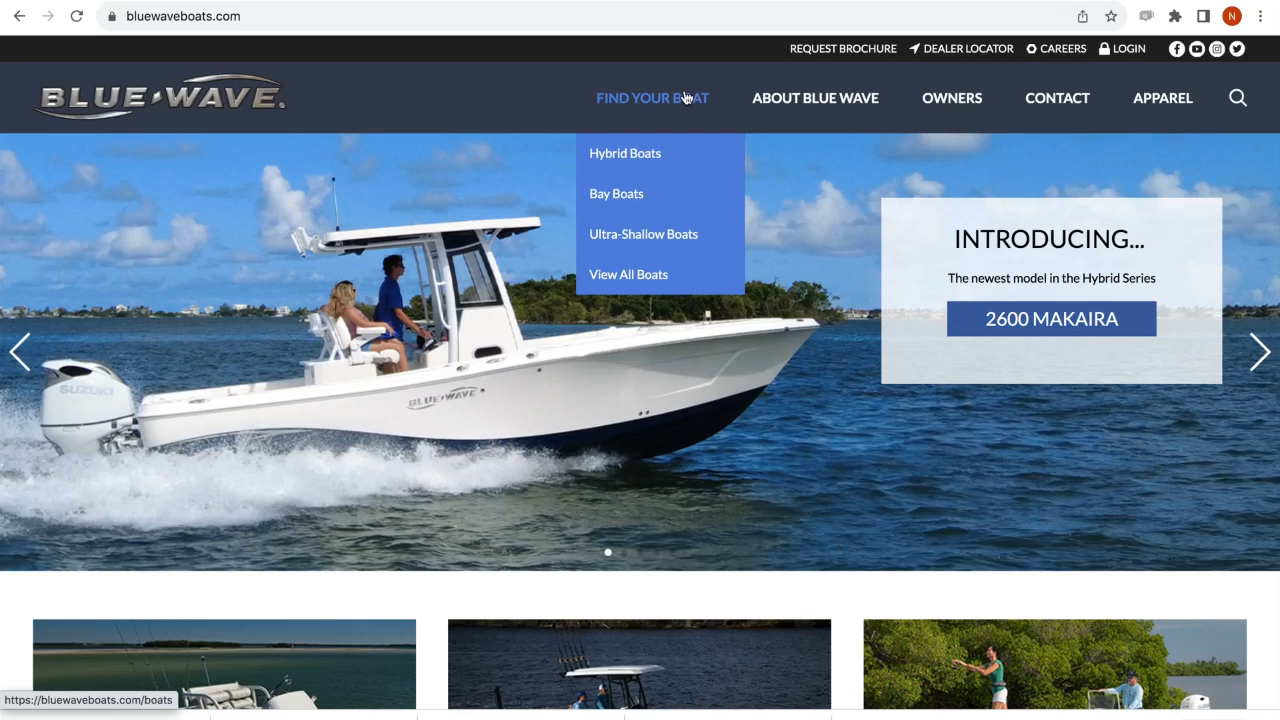 bluewaveboats.com
REQUEST BROCHURE DEALER LOCATOR CAREERS LOGIN
BLUE WAVE.
FIND YOUR BOAT ABOUT BLUE WAVE OWNERS CONTACT APPAREL
N
Hybrid Boats
Bay Boats
Ultra-Shallow Boats
View All Boats
INTRODUCING...
The newest model in the Hybrid Series
2600 MAKAIRA
SUZUKI
BLUE WAVE
https://bluewaveboats.com/boats